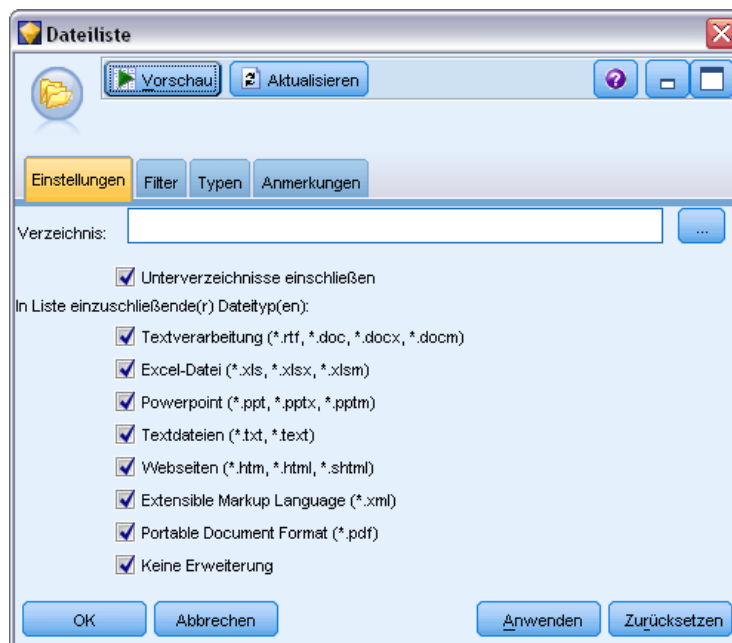 Dateiliste
Vorschau Aktualisieren ?
Einstellungen Filter Typen Anmerkungen
Verzeichnis: ...
Unterverzeichnisse einschließen
In Liste einzuschließende(r) Dateityp(en):
Textverarbeitung (*.rtf, *.doc, *.docx, *.docm)
Excel-Datei (*.xls, *.xlsx, *.xlsm)
Powerpoint (*.ppt, *.pptx, *.pptm)
Textdateien (*.txt, *.text)
Webseiten (*.htm, *.html, *.shtml)
Extensible Markup Language (*.xml)
Portable Document Format (*.pdf)
Keine Erweiterung
OK Abbrechen Anwenden Zurücksetzen